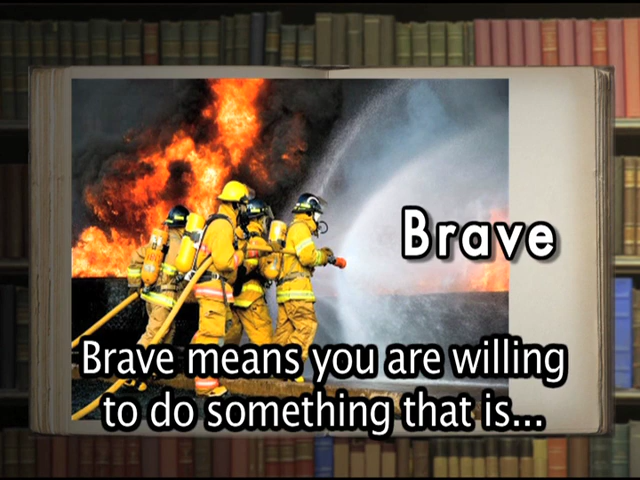 Brave
Brave means you are willing
to do something that is...